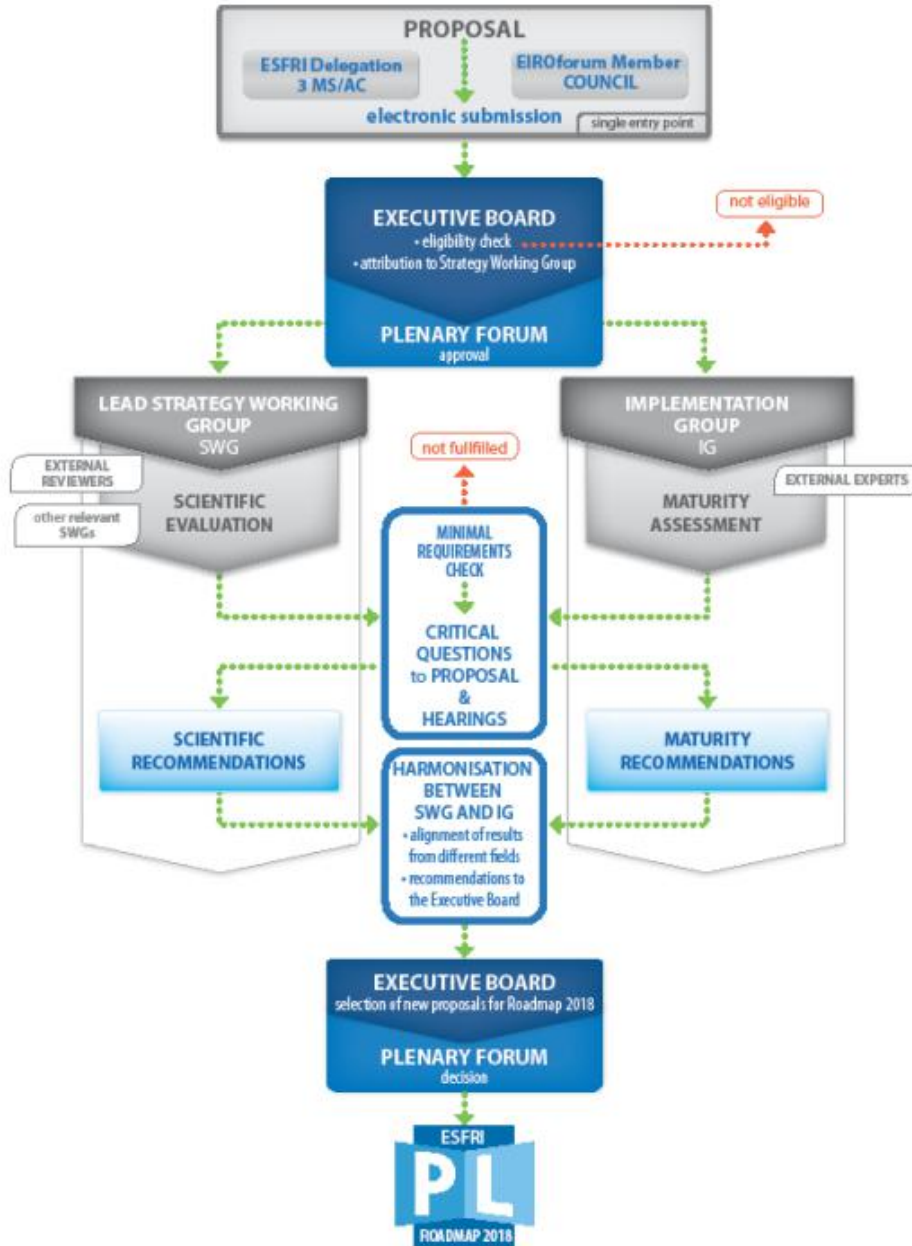 PROPOSAL
ESFRI Delegation
3 MS/AC
EIROforum Member
COUNCIL
electronic submission
single entry point
EXECUTIVE BOARD
• eligibility check
• attribution to Strategy Working Group
not eligible
PLENARY FORUM
approval
LEAD STRATEGY WORKING
GROUP
SWG
EXTERNAL
REVIEWERS
other relevant
SWGs
SCIENTIFIC
EVALUATION
not fullfilled
IMPLEMENTATION
GROUP
IG
EXTERNAL EXPERTS
MATURITY
ASSESSMENT
MINIMAL
REQUIREMENTS
CHECK
CRITICAL
QUESTIONS
to PROPOSAL
&
HEARINGS
SCIENTIFIC
RECOMMENDATIONS
MATURITY
RECOMMENDATIONS
HARMONISATION
BETWEEN
SWG AND IG
• alignment of results
from different fields
• recommendations to
the Executive Board
EXECUTIVE BOARD
selection of new proposals for Roadmap 2018
PLENARY FORUM
decision
ESFRI
PL
ROADMAP 2018